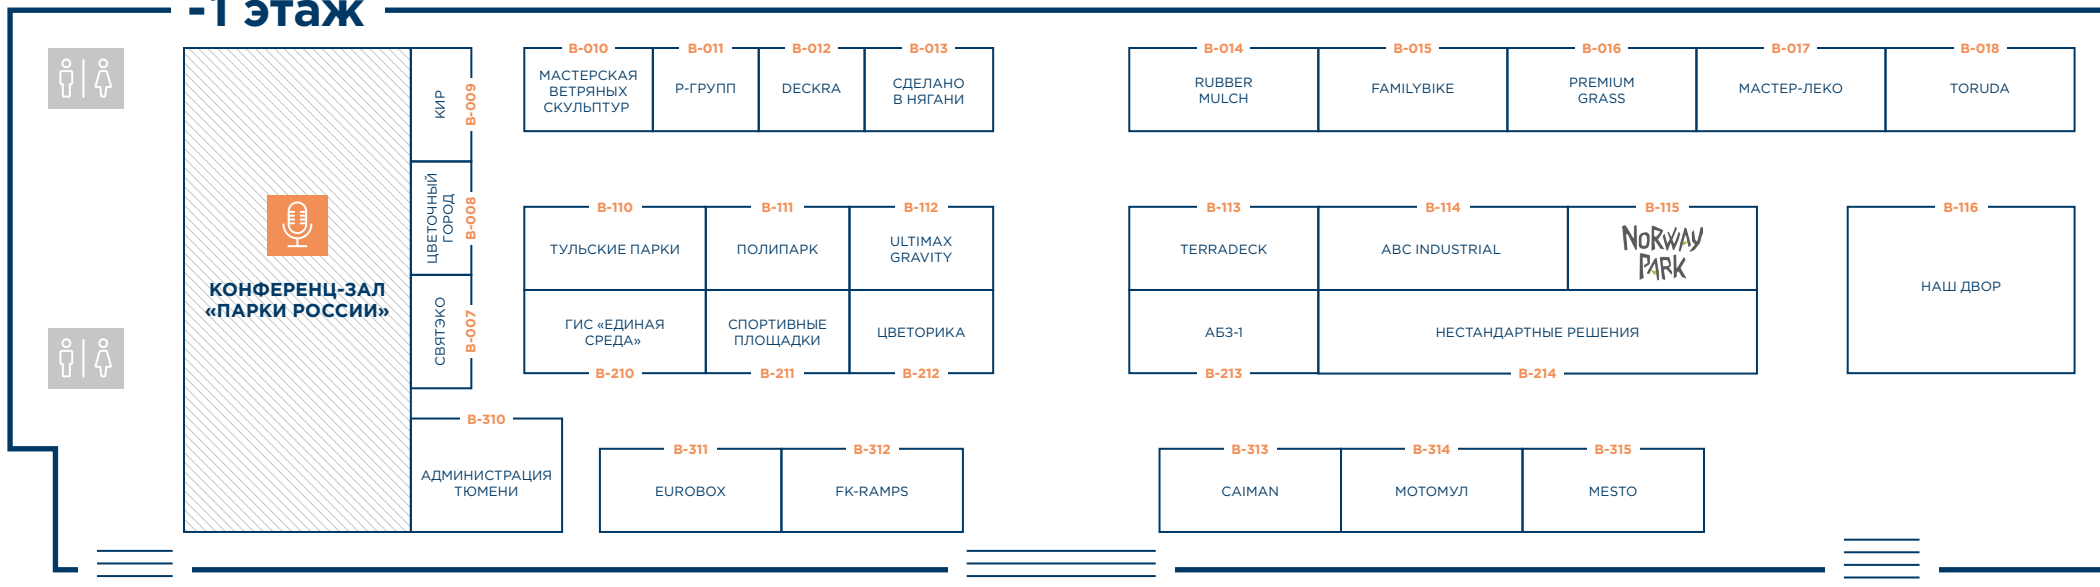 -1 этаж
B-010
МАСТЕРСКАЯ
ВЕТРЯНЫХ
СКУЛЬПТУР
B-011
Р-ГРУПП
B-012
DECKRA
B-013
СДЕЛАНО
В НЯГАНИ
B-014
RUBBER
MULCH
B-015
FAMILYBIKE
B-016
PREMIUM
GRASS
B-017
МАСТЕР-ЛЕКО
B-018
TORUDA
КИР
B-009
ЦВЕТОЧНЫЙ
ГОРОД
B-008
СВЯТЭКО
B-007
КОНФЕРЕНЦ-ЗАЛ
«ПАРКИ РОССИИ»
B-110
ТУЛЬСКИЕ ПАРКИ
B-111
ПОЛИПАРК
B-112
ULTIMAX
GRAVITY
B-113
TERRADECK
B-114
ABC INDUSTRIAL
B-115
NORWAY
PARK
B-116
НАШ ДВОР
ГИС «ЕДИНАЯ
СРЕДА»
B-210
СПОРТИВНЫЕ
ПЛОЩАДКИ
B-211
ЦВЕТОРИКА
B-212
АБЗ-1
B-213
НЕСТАНДАРТНЫЕ РЕШЕНИЯ
B-214
B-310
АДМИНИСТРАЦИЯ
ТЮМЕНИ
B-311
EUROBOX
B-312
FK-RAMPS
B-313
CAIMAN
B-314
МОТОМУЛ
B-315
MESTO